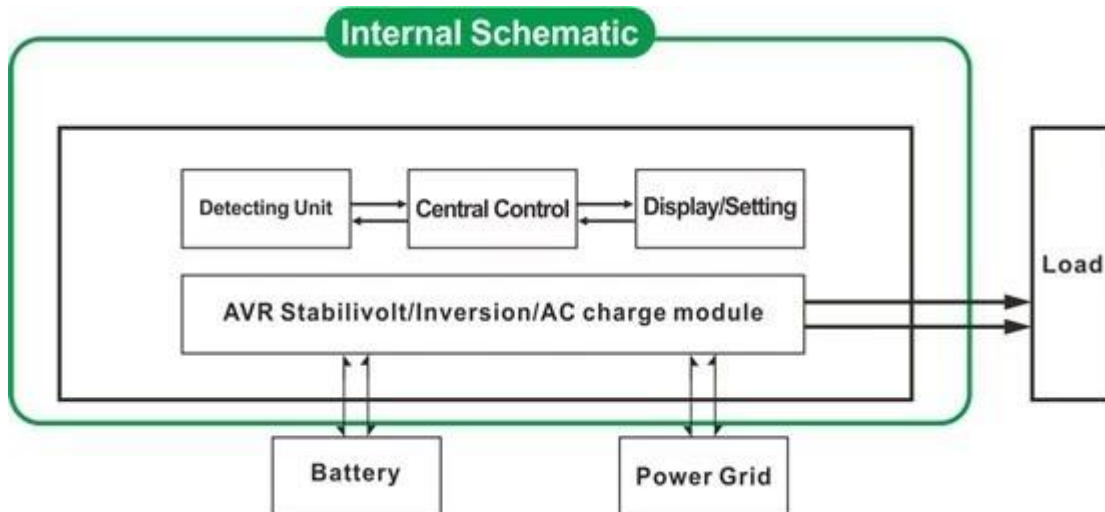 Internal Schematic
Detecting Unit
Central Control
Display/Setting
Load
AVR Stabilivolt/Inversion/AC charge module
Battery
Power Grid